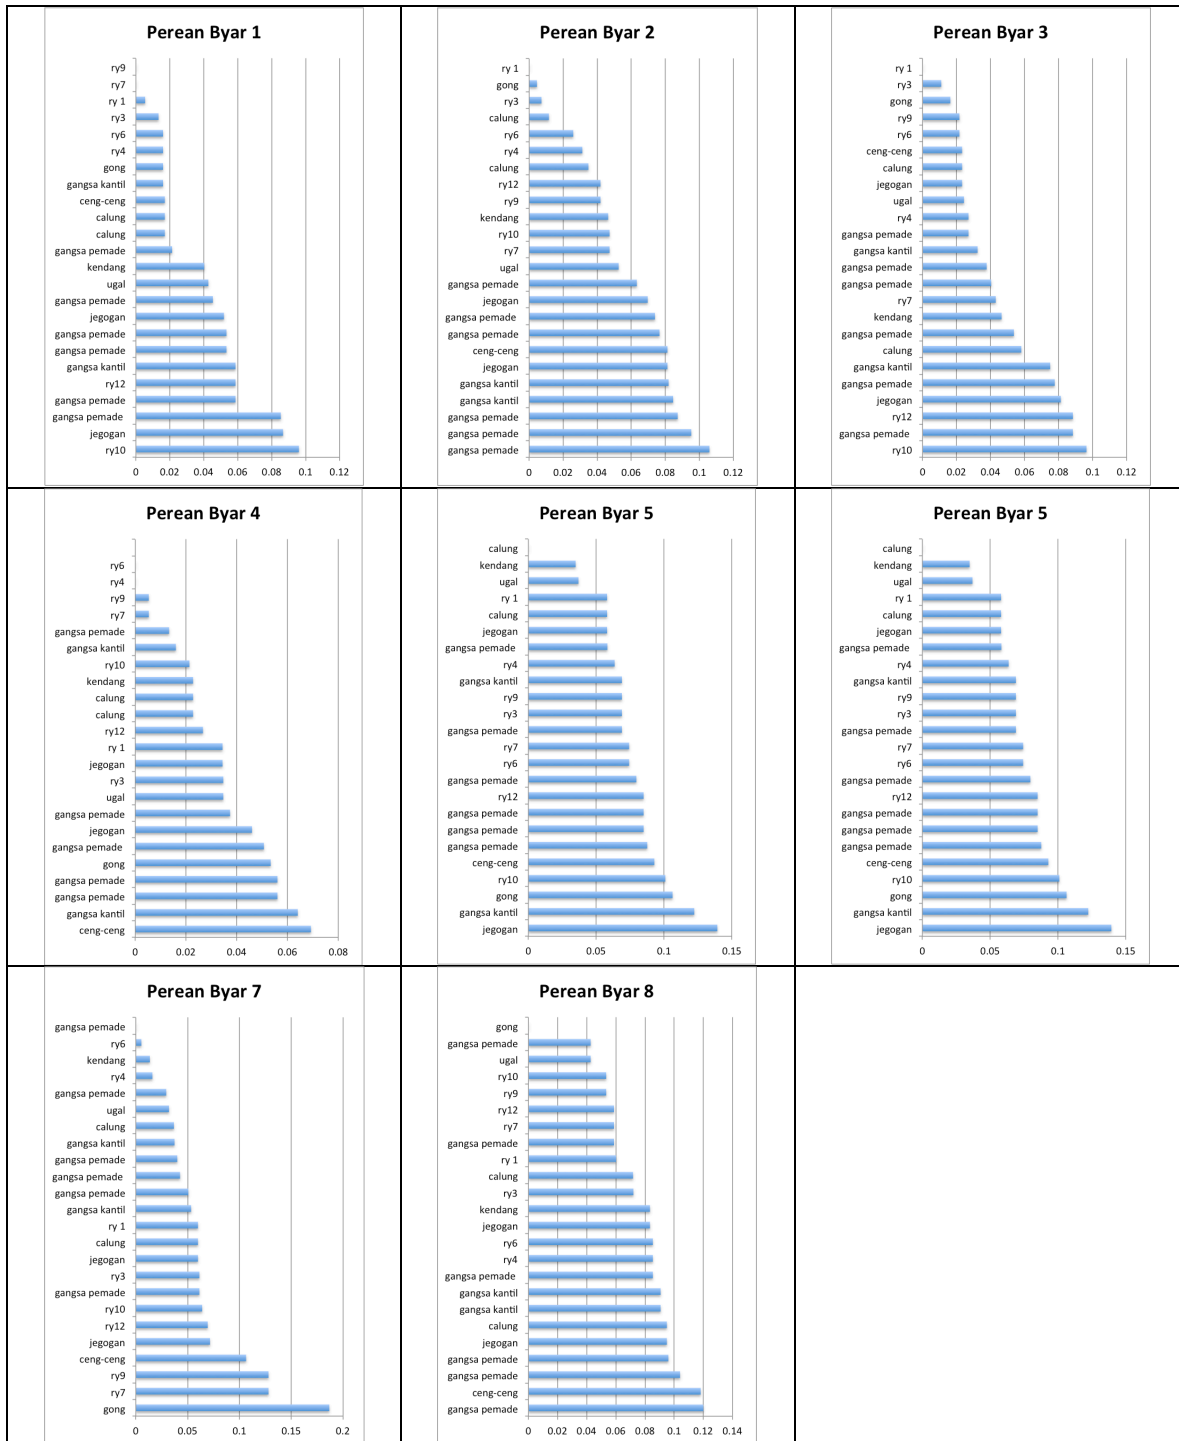 Perean Byar 1
ry9
ry7
ry 1
ry3
ry6
ry4
gong
gangsa kantil
ceng-ceng
calung
calung
gangsa pemade
kendang
ugal
gangsa pemade
jegogan
gangsa pemade
gangsa pemade
gangsa kantil
ry12
gangsa pemade
gangsa pemade
jegogan
ry10
0 0.02 0.04 0.06 0.08 0.1 0.12
Perean Byar 2
ry 1
gong
ry3
calung
ry6
ry4
calung
ry12
ry9
kendang
ry10
ry7
ugal
gangsa pemade
jegogan
gangsa pemade
gangsa pemade
ceng-ceng
jegogan
gangsa kantil
gangsa kantil
gangsa pemade
gangsa pemade
gangsa pemade
0 0.02 0.04 0.06 0.08 0.1 0.12
Perean Byar 3
ry 1
ry3
gong
ry9
ry6
ceng-ceng
calung
jegogan
ugal
ry4
gangsa pemade
gangsa kantil
gangsa pemade
gangsa pemade
ry7
kendang
gangsa pemade
calung
gangsa kantil
gangsa pemade
jegogan
ry12
gangsa pemade
ry10
0 0.02 0.04 0.06 0.08 0.1 0.12
Perean Byar 4
ry6
ry4
ry9
ry7
gangsa pemade
gangsa kantil
ry10
kendang
calung
calung
ry12
ry 1
jegogan
ry3
ugal
gangsa pemade
jegogan
gangsa pemade
gong
gangsa pemade
gangsa pemade
gangsa kantil
ceng-ceng
0 0.02 0.04 0.06 0.08
Perean Byar 5
calung
kendang
ugal
ry 1
calung
jegogan
gangsa pemade
ry4
gangsa kantil
ry9
ry3
gangsa pemade
ry7
ry6
gangsa pemade
ry12
gangsa pemade
gangsa pemade
gangsa pemade
ceng-ceng
ry10
gong
gangsa kantil
jegogan
0 0.05 0.1 0.15
Perean Byar 5
calung
kendang
ugal
ry 1
calung
jegogan
gangsa pemade
ry4
gangsa kantil
ry9
ry3
gangsa pemade
ry7
ry6
gangsa pemade
ry12
gangsa pemade
gangsa pemade
gangsa pemade
ceng-ceng
ry10
gong
gangsa kantil
jegogan
0 0.05 0.1 0.15
Perean Byar 7
gangsa pemade
ry6
kendang
ry4
gangsa pemade
ugal
calung
gangsa kantil
gangsa pemade
gangsa pemade
gangsa pemade
gangsa kantil
ry 1
calung
jegogan
ry3
gangsa pemade
ry10
ry12
jegogan
ceng-ceng
ry9
ry7
gong
0 0.05 0.1 0.15 0.2
Perean Byar 8
gong
gangsa pemade
ugal
ry10
ry9
ry12
ry7
gangsa pemade
ry 1
calung
ry3
kendang
jegogan
ry6
ry4
gangsa pemade
gangsa kantil
gangsa kantil
calung
jegogan
gangsa pemade
gangsa pemade
ceng-ceng
gangsa pemade
0 0.02 0.04 0.06 0.08 0.1 0.12 0.14